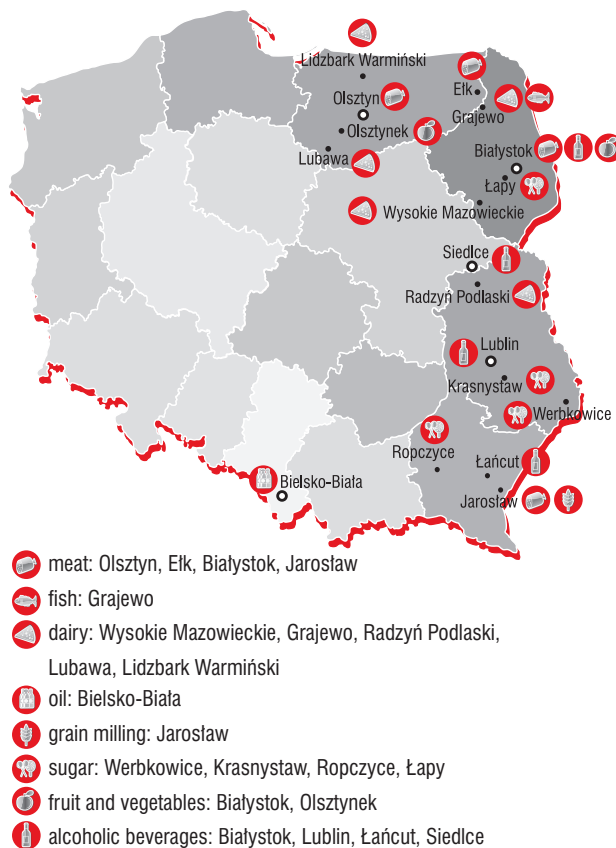 Lidzbark Warmiński
Ełk
Olsztyn
Grajewo
Olsztynek
Białystok
Lubawa
Łapy
Wysokie Mazowieckie
Siedlce
Radzyń Podlaski
Lublin
Krasnystaw
Werbkowice
Ropczyce
Łańcut
Bielsko-Biała
Jarosław
meat: Olsztyn, Ełk, Białystok, Jarosław
fish: Grajewo
dairy: Wysokie Mazowieckie, Grajewo, Radzyń Podlaski,
Lubawa, Lidzbark Warmiński
oil: Bielsko-Biała
grain milling: Jarosław
sugar: Werbkowice, Krasnystaw, Ropczyce, Łapy
fruit and vegetables: Białystok, Olsztynek
alcoholic beverages: Białystok, Lublin, Łańcut, Siedlce